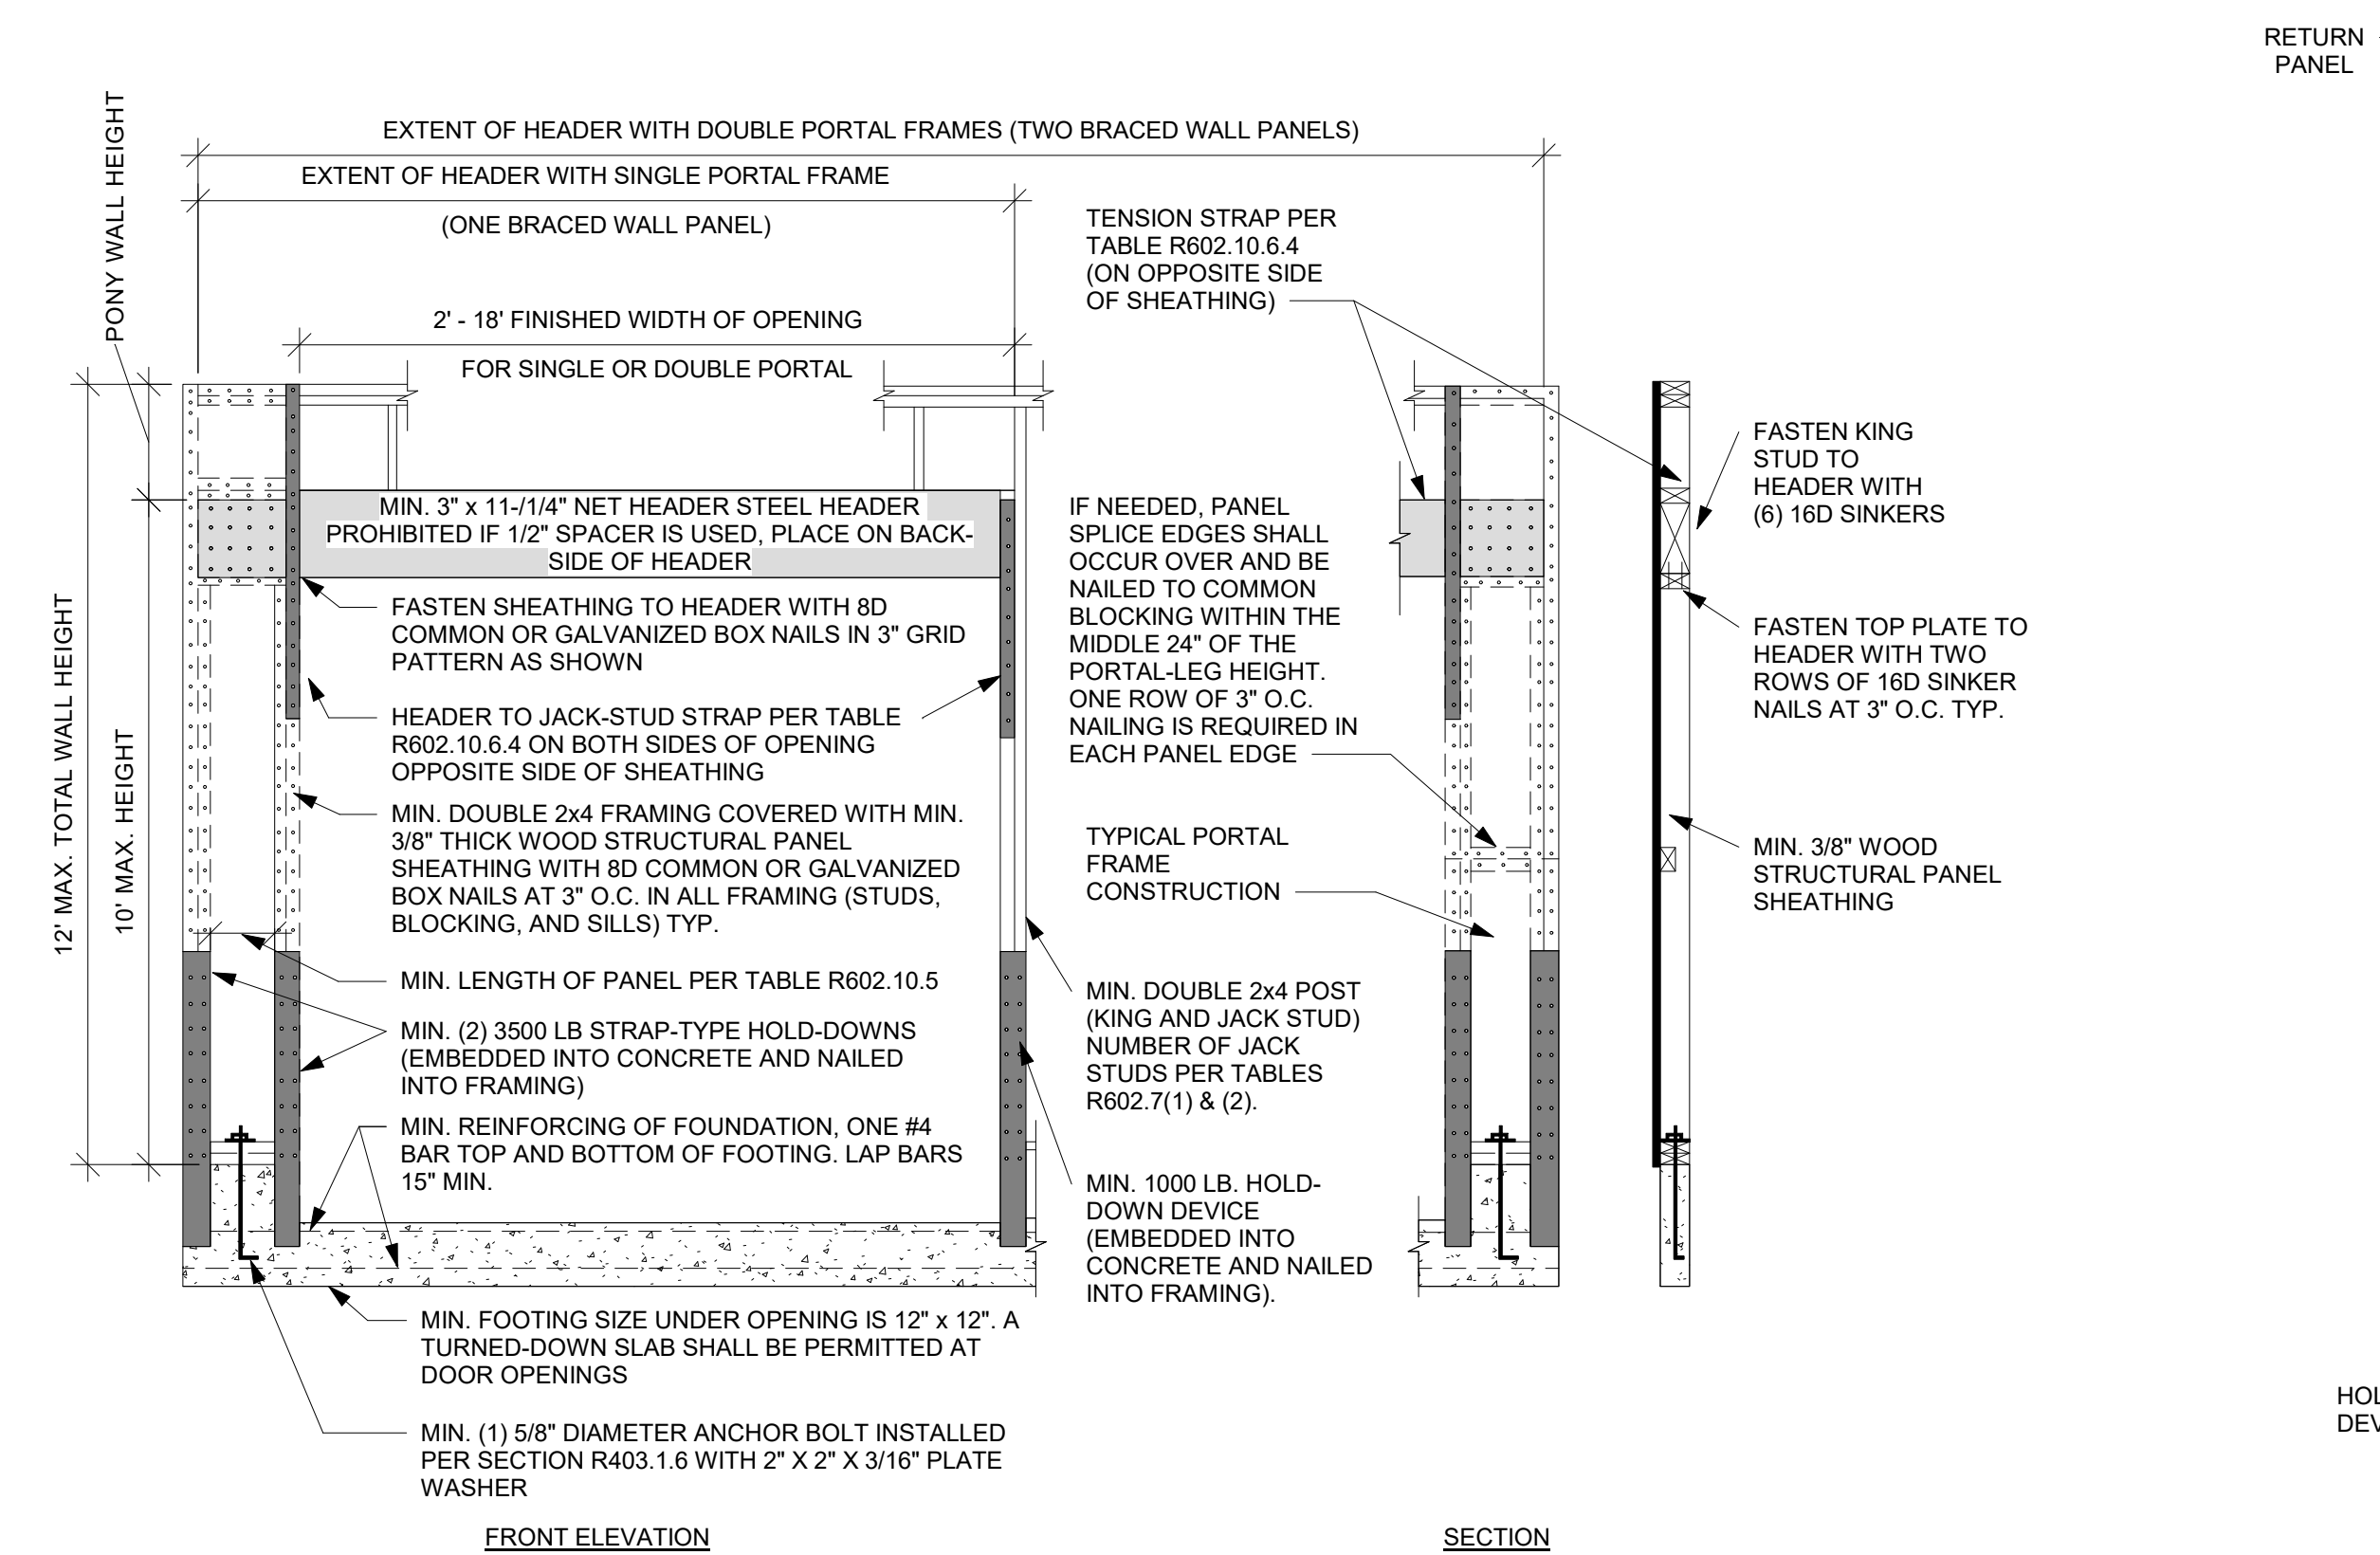 RETURN
PANEL
PONY WALL HEIGHT
EXTENT OF HEADER WITH DOUBLE PORTAL FRAMES (TWO BRACED WALL PANELS)
EXTENT OF HEADER WITH SINGLE PORTAL FRAME
(ONE BRACED WALL PANEL)
2' - 18' FINISHED WIDTH OF OPENING
FOR SINGLE OR DOUBLE PORTAL
TENSION STRAP PER
TABLE R602.10.6.4
(ON OPPOSITE SIDE
OF SHEATHING)
12' MAX. TOTAL WALL HEIGHT
10' MAX. HEIGHT
MIN. 3" x 11-/1/4" NET HEADER STEEL HEADER
PROHIBITED IF 1/2" SPACER IS USED, PLACE ON BACK-
SIDE OF HEADER
FASTEN SHEATHING TO HEADER WITH 8D
COMMON OR GALVANIZED BOX NAILS IN 3" GRID
PATTERN AS SHOWN
HEADER TO JACK-STUD STRAP PER TABLE
R602.10.6.4 ON BOTH SIDES OF OPENING
OPPOSITE SIDE OF SHEATHING
MIN. DOUBLE 2x4 FRAMING COVERED WITH MIN.
3/8" THICK WOOD STRUCTURAL PANEL
SHEATHING WITH 8D COMMON OR GALVANIZED
BOX NAILS AT 3" O.C. IN ALL FRAMING (STUDS,
BLOCKING, AND SILLS) TYP.
MIN. LENGTH OF PANEL PER TABLE R602.10.5
MIN. (2) 3500 LB STRAP-TYPE HOLD-DOWNS
(EMBEDDED INTO CONCRETE AND NAILED
INTO FRAMING)
MIN. REINFORCING OF FOUNDATION, ONE #4
BAR TOP AND BOTTOM OF FOOTING. LAP BARS
15" MIN.
MIN. FOOTING SIZE UNDER OPENING IS 12" x 12". A
TURNED-DOWN SLAB SHALL BE PERMITTED AT
DOOR OPENINGS
MIN. (1) 5/8" DIAMETER ANCHOR BOLT INSTALLED
PER SECTION R403.1.6 WITH 2" X 2" X 3/16" PLATE
WASHER
FRONT ELEVATION
IF NEEDED, PANEL
SPLICE EDGES SHALL
OCCUR OVER AND BE
NAILED TO COMMON
BLOCKING WITHIN THE
MIDDLE 24" OF THE
PORTAL-LEG HEIGHT.
ONE ROW OF 3" O.C.
NAILING IS REQUIRED IN
EACH PANEL EDGE
TYPICAL PORTAL
FRAME
CONSTRUCTION
MIN. DOUBLE 2x4 POST
(KING AND JACK STUD)
NUMBER OF JACK
STUDS PER TABLES
R602.7(1) & (2).
MIN. 1000 LB. HOLD-
DOWN DEVICE
(EMBEDDED INTO
CONCRETE AND NAILED
INTO FRAMING).
SECTION
FASTEN KING
STUD TO
HEADER WITH
(6) 16D SINKERS
FASTEN TOP PLATE TO
HEADER WITH TWO
ROWS OF 16D SINKER
NAILS AT 3" O.C. TYP.
MIN. 3/8" WOOD
STRUCTURAL PANEL
SHEATHING